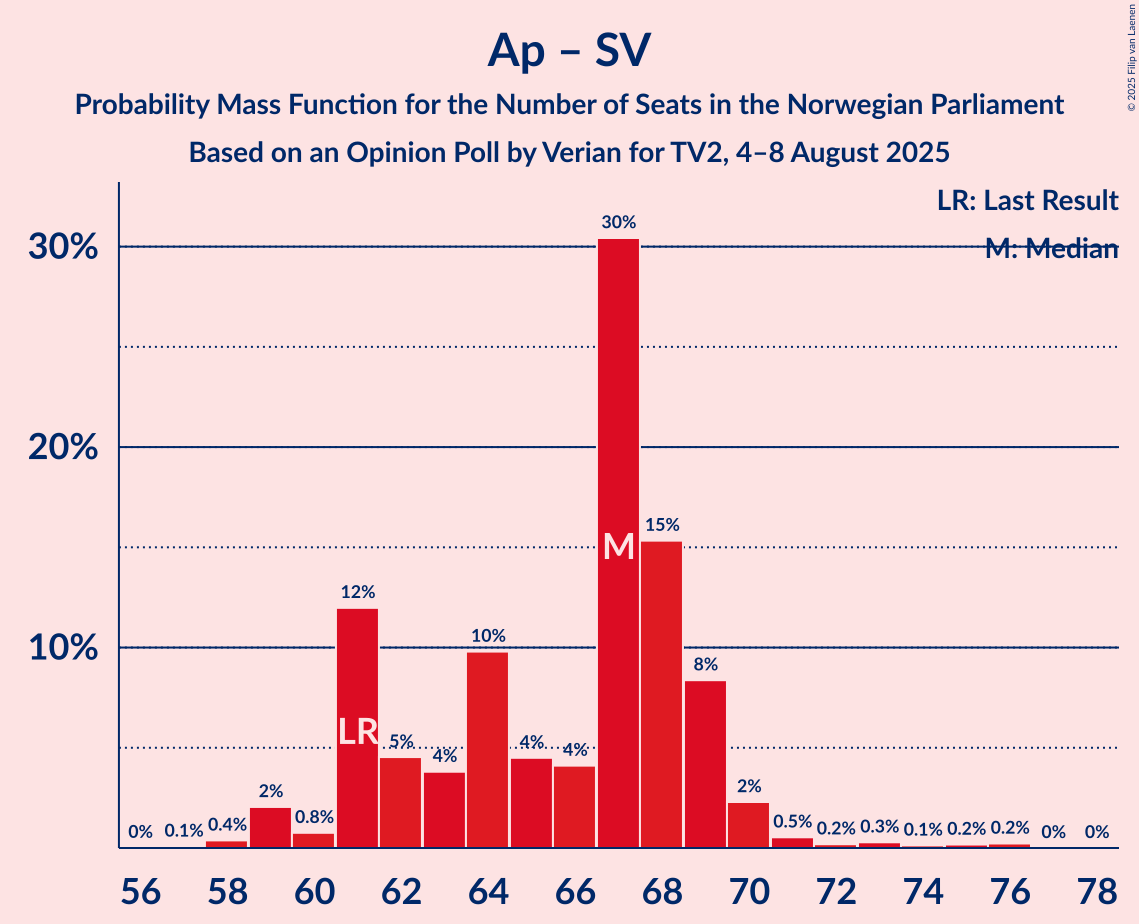 Ap – SV
Probability Mass Function for the Number of Seats in the Norwegian Parliament
Based on an Opinion Poll by Verian for TV2, 4–8 August 2025
© 2025 Filip van Laenen
LR: Last Result
M: Median
30%
20%
10%
0%
0.1%
0.4%
2%
0.8%
12%
LR
5%
4%
10%
4%
4%
30%
M
15%
8%
2%
0.5%
0.2%
0.3%
0.1%
0.2%
0.2%
0%
0%
56 58 60 62 64 66 68 70 72 74 76 78